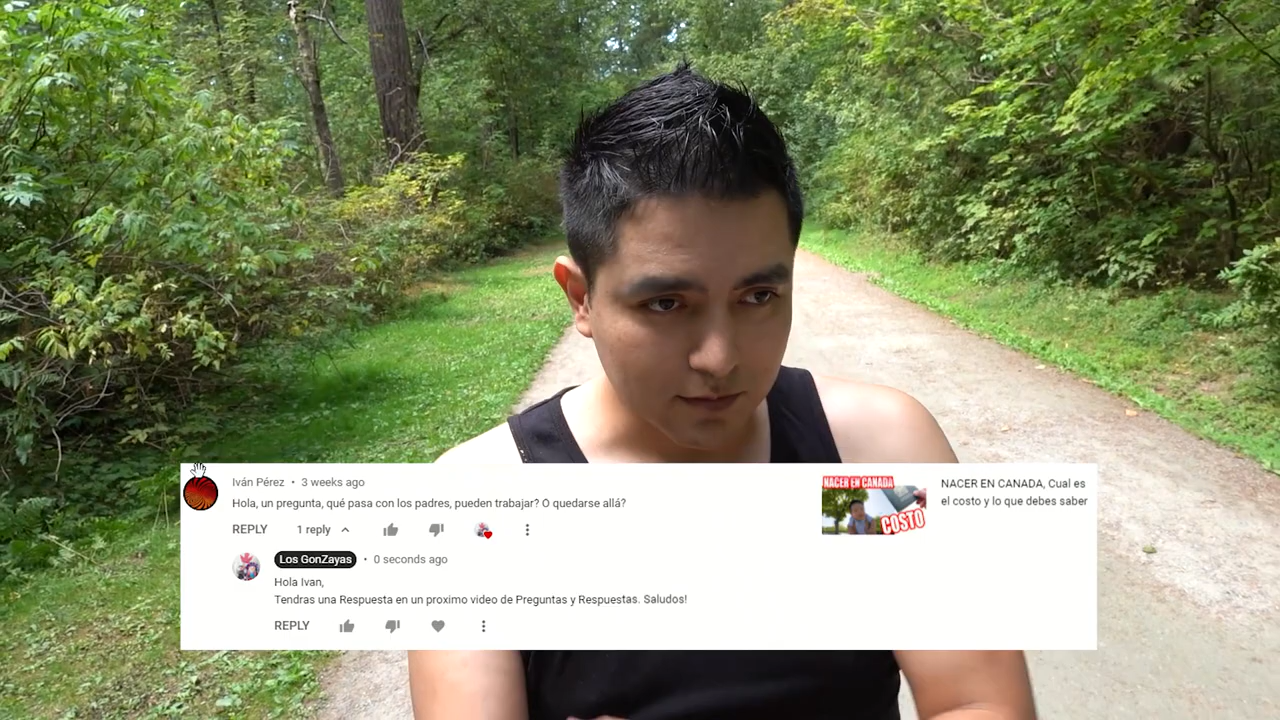 Iván Pérez • 3 weeks ago
Hola, un pregunta, qué pasa con los padres, pueden trabajar? O quedarse allá?
REPLY 1 reply
Los GonZayas • 0 seconds ago
Hola Ivan,
Tendras una Respuesta en un proximo video de Preguntas y Respuestas. Saludos!
REPLY
NACER EN CANADA
COSTO
NACER EN CANADA, Cual es
el costo y lo que debes saber